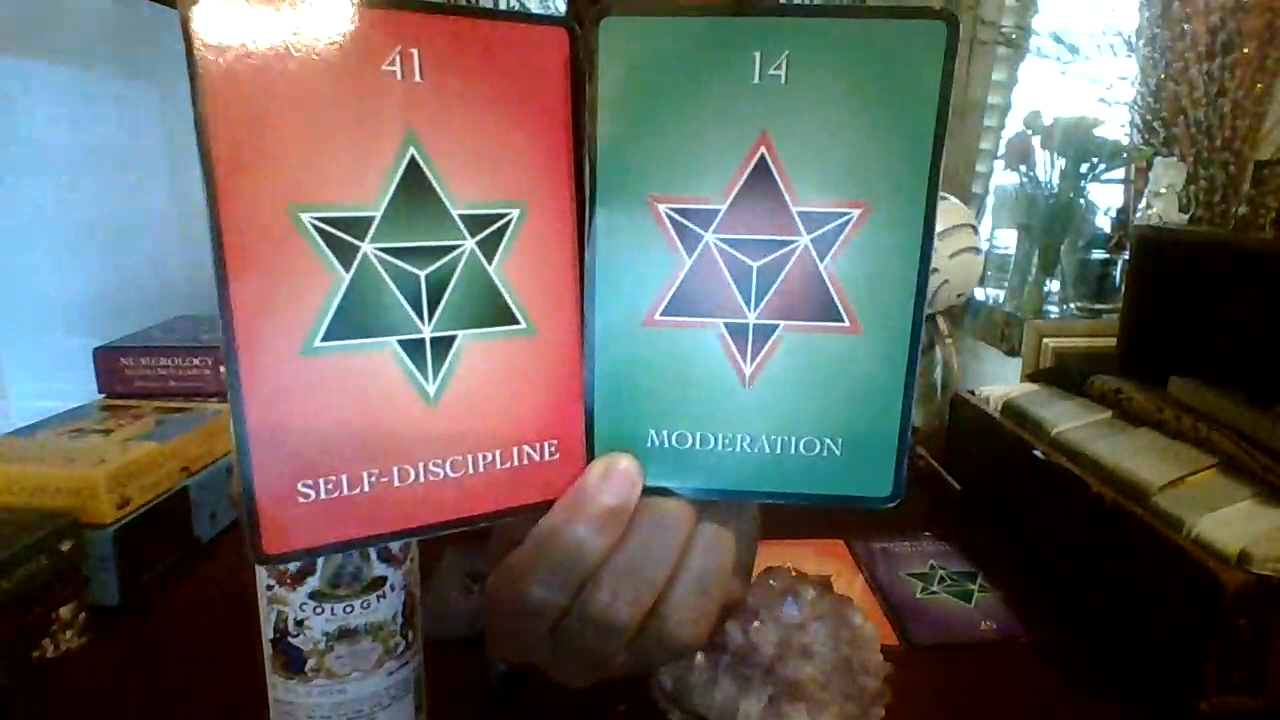 41
SELF-DISCIPLINE
14
MODERATION
NUMEROLOGY
COLOGNE